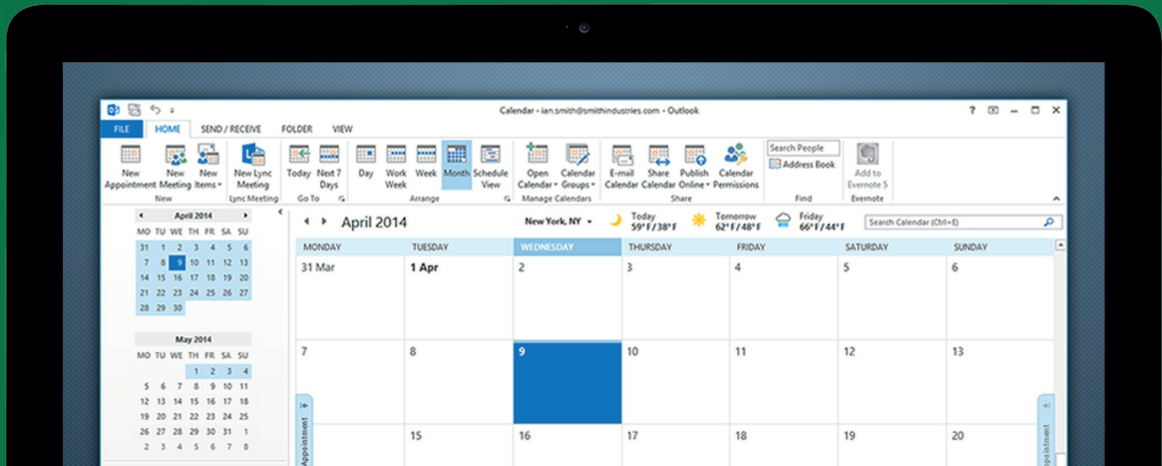 Calendar - ian.smith@smithindustries.com - Outlook
FILE HOME SEND / RECEIVE FOLDER VIEW
New Appointment
New Meeting
New Items
New
New Lync Meeting
Lync Meeting
Today
Next 7 Days
Go To
Day
Work Week
Week
Month
Schedule View
Arrange
Open Calendar
Calendar Groups
Manage Calendars
E-mail Calendar
Share Calendar
Publish Online
Calendar Permissions
Share
Search People
Address Book
Find
Add to Evernote 5
Evernote
April 2014
MO TU WE TH FR SA SU
31 1 2 3 4 5 6
7 8 9 10 11 12 13
14 15 16 17 18 19 20
21 22 23 24 25 26 27
28 29 30
May 2014
MO TU WE TH FR SA SU
1 2 3 4
5 6 7 8 9 10 11
12 13 14 15 16 17 18
19 20 21 22 23 24 25
26 27 28 29 30 31 1
2 3 4 5 6 7 8
April 2014
New York, NY
Today
59°F/38°F
Tomorrow
62°F/48°F
Friday
66°F/44°F
Search Calendar (Ctrl+E)
MONDAY TUESDAY WEDNESDAY THURSDAY FRIDAY SATURDAY SUNDAY
31 Mar 1 Apr 2 3 4 5 6
7 8 9 10 11 12 13
15 16 17 18 19 20
Appointment